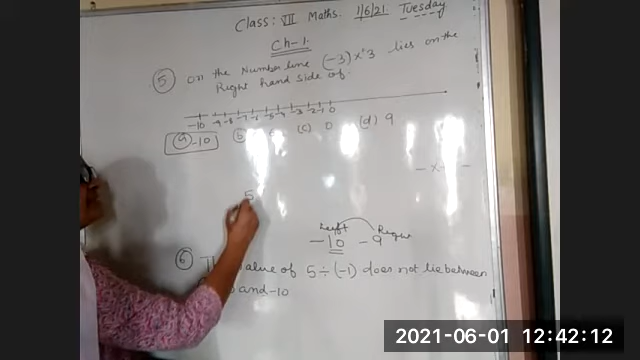 Class: VII Maths. 1/6/21. Tuesday
Ch-1.
5 On the Number line (-3)×3 lies on the
Right hand side of.
-10 -9 -8 -7 -6 -5 -4 -3 -2 -1 0
(a) -10 (b) (c) 0 (d) 9
- × -
5
Left Right
-10 -9
6 value of 5 ÷ (-1) does not lie between
and -10
2021-06-01 12:42:12